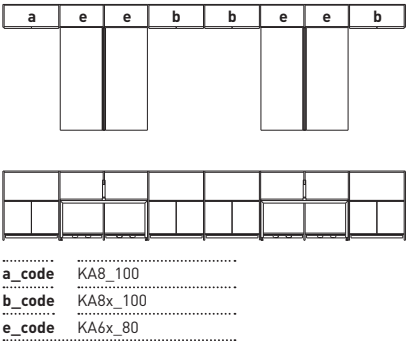 a e e b b e e b
a_code KA8_100
b_code KA8x_100
e_code KA6x_80